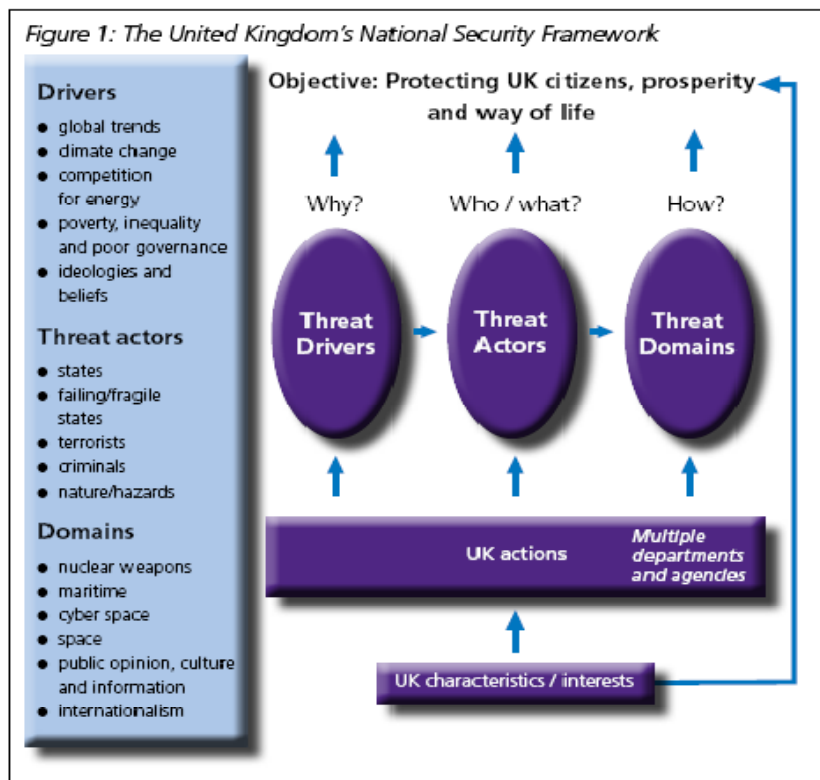 Figure 1: The United Kingdom's National Security Framework
Drivers
● global trends
● climate change
● competition
for energy
● poverty, inequality
and poor governance
● ideologies and
beliefs
Threat actors
● states
● failing/fragile
states
● terrorists
● criminals
● nature/hazards
Domains
● nuclear weapons
● maritime
● cyber space
● space
● public opinion, culture
and information
● internationalism
Objective: Protecting UK citizens, prosperity
and way of life
Why?
Who / what?
How?
Threat
Drivers
Threat
Actors
Threat
Domains
UK actions
Multiple
departments
and agencies
UK characteristics / interests